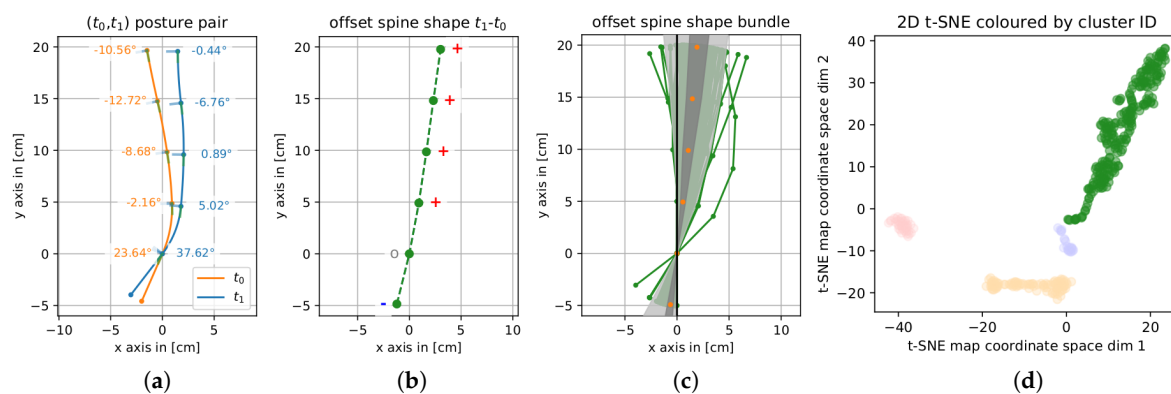 (t₀,t₁) posture pair
20
15
10
5
0
−5
y axis in [cm]
-10.56°
-0.44°
-12.72°
-6.76°
-8.68°
0.89°
-2.16°
5.02°
23.64°
37.62°
t₀
t₁
−10
−5
0
5
x axis in [cm]
(a)
offset spine shape t₁-t₀
20
15
10
5
0
−5
y axis in [cm]
+
+
+
+
o
-
−5
0
5
10
x axis in [cm]
(b)
offset spine shape bundle
20
15
10
5
0
−5
y axis in [cm]
−5
0
5
10
x axis in [cm]
(c)
2D t-SNE coloured by cluster ID
40
30
20
10
0
−10
−20
t-SNE map coordinate space dim 2
−40
−20
0
20
t-SNE map coordinate space dim 1
(d)